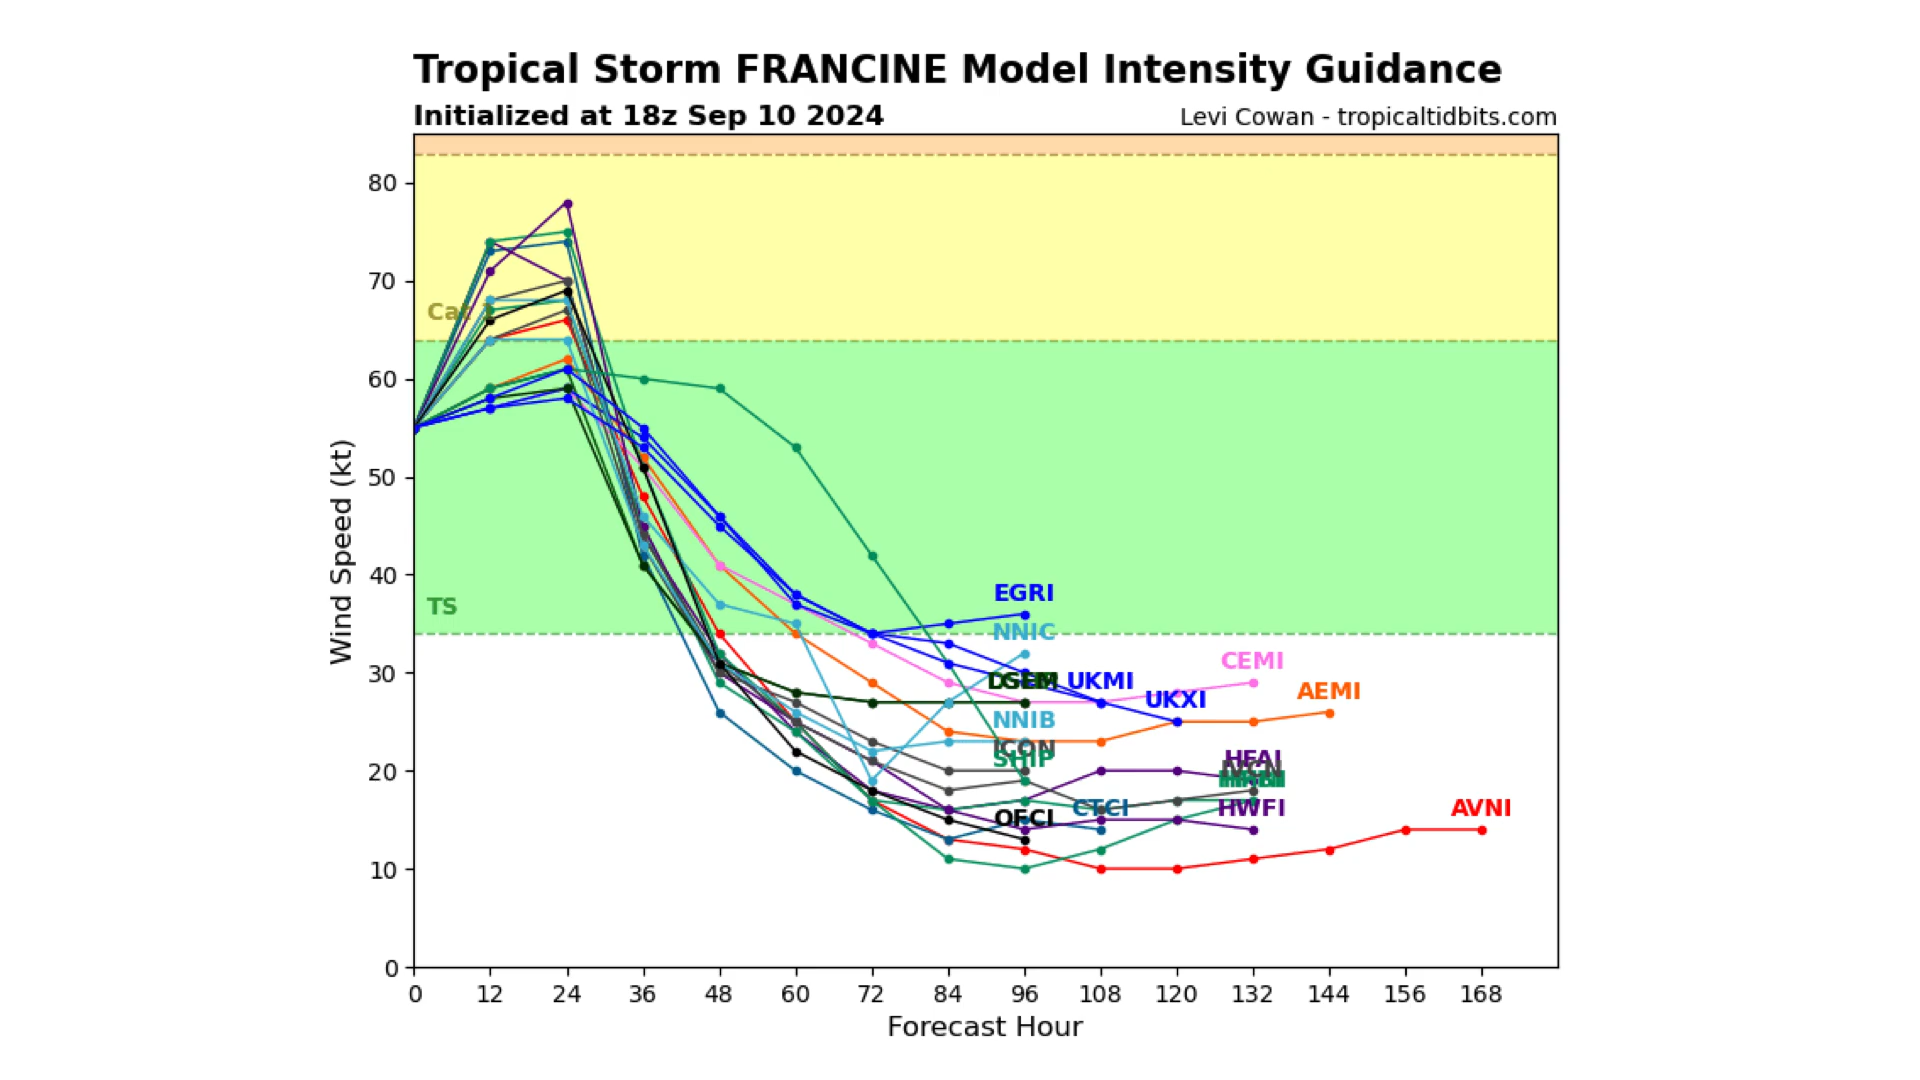 Tropical Storm FRANCINE Model Intensity Guidance
Initialized at 18z Sep 10 2024
Levi Cowan - tropicaltidbits.com
80
70
60
50
40
30
20
10
0
Wind Speed (kt)
Cat
TS
EGRI
NNIC
CEMI
UKMI
AEMI
UKXI
NNIB
ICON
SHIP
HFAI
HWFI
CTCI
OFCI
AVNI
0 12 24 36 48 60 72 84 96 108 120 132 144 156 168
Forecast Hour